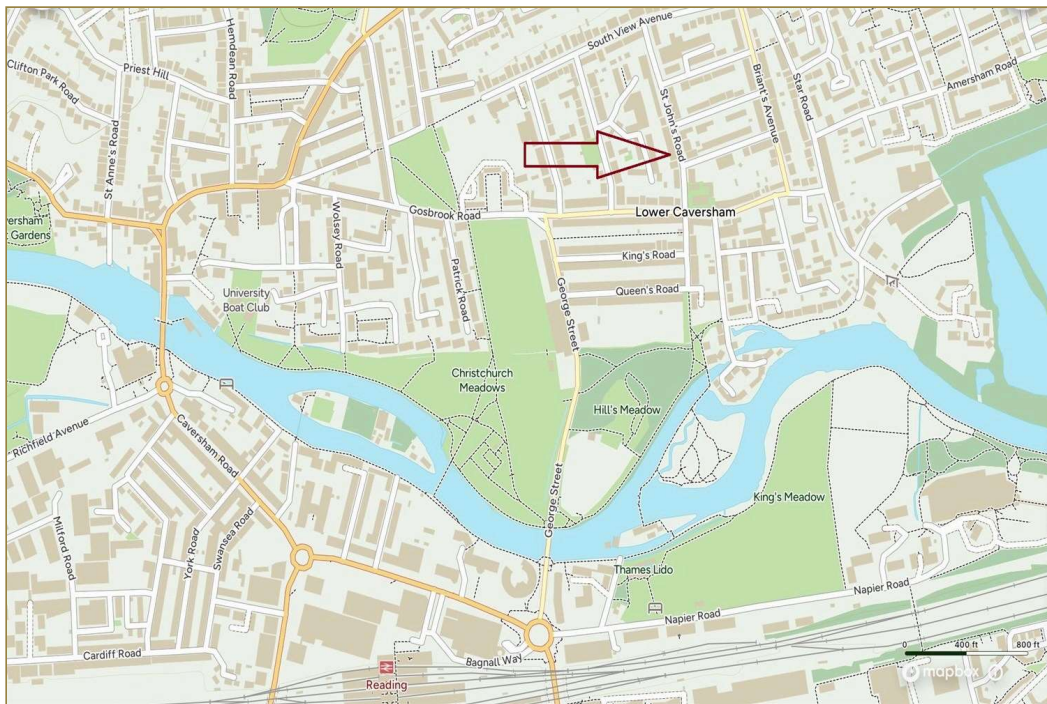 South View Avenue
Hemdean Road
Priest Hill
Clifton Park Road
St Anne's Road
St John's Road
Briant's Avenue
Star Road
Amersham Road
Gosbrook Road
Lower Caversham
Wolsey Road
Gardens
King's Road
Patrick Road
George Street
Queen's Road
University
Boat Club
Christchurch
Meadows
Hill's Meadow
Richfield Avenue
Caversham Road
King's Meadow
George Street
Milford Road
York Road
Swansea Road
Thames Lido
Napier Road
Napier Road
Cardiff Road
Bagnall Way
Reading
0 400 ft 800 ft
mapbox